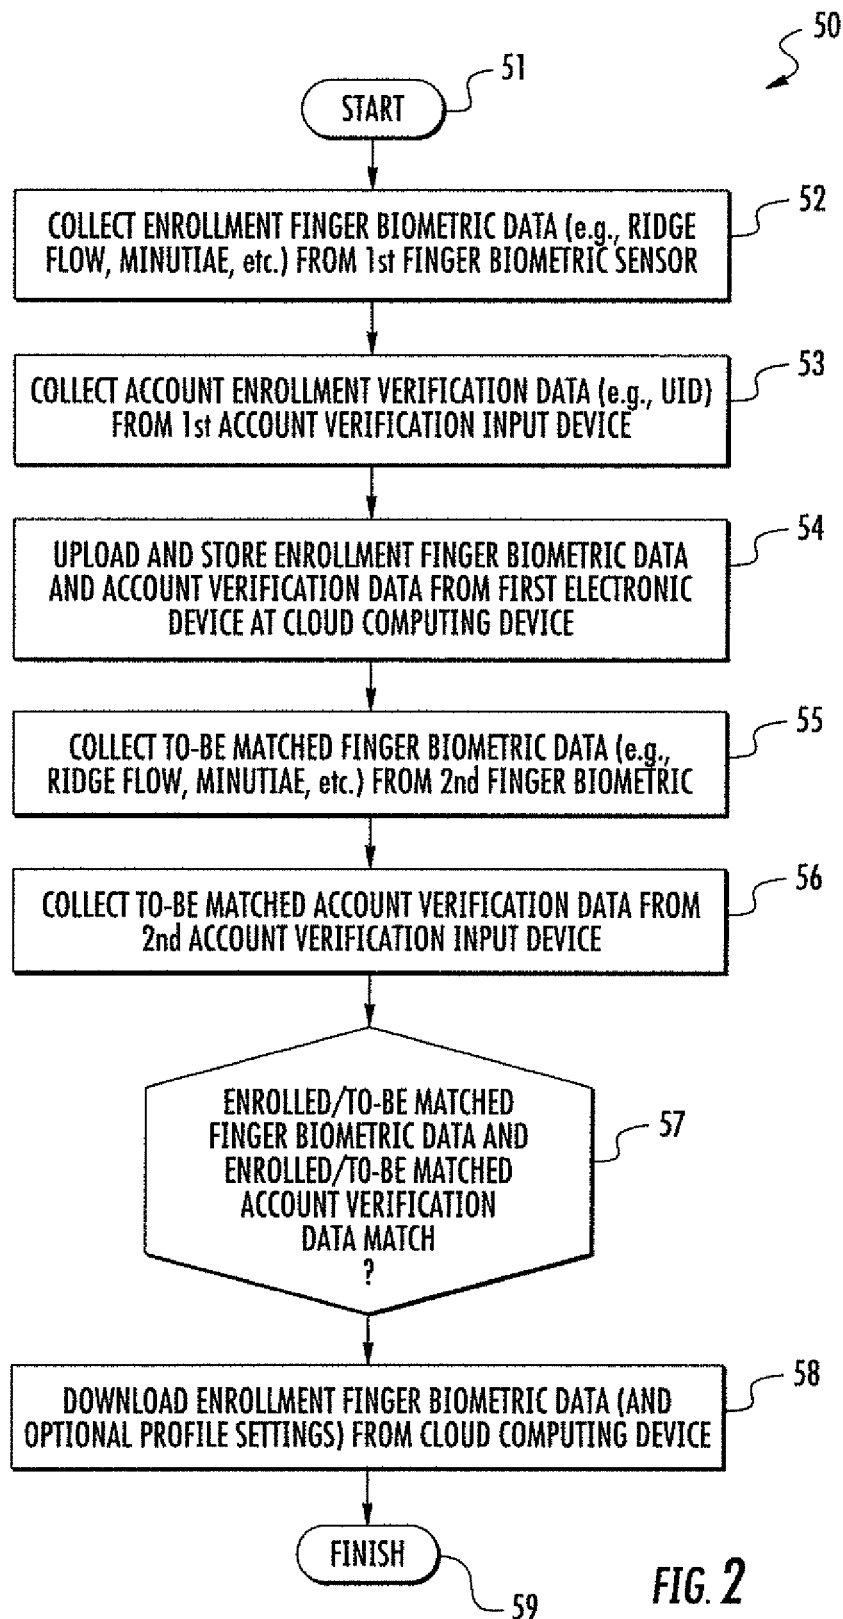 50
51
START
52
COLLECT ENROLLMENT FINGER BIOMETRIC DATA (e.g., RIDGE
FLOW, MINUTIAE, etc.) FROM 1st FINGER BIOMETRIC SENSOR
53
COLLECT ACCOUNT ENROLLMENT VERIFICATION DATA (e.g., UID)
FROM 1st ACCOUNT VERIFICATION INPUT DEVICE
54
UPLOAD AND STORE ENROLLMENT FINGER BIOMETRIC DATA
AND ACCOUNT VERIFICATION DATA FROM FIRST ELECTRONIC
DEVICE AT CLOUD COMPUTING DEVICE
55
COLLECT TO-BE MATCHED FINGER BIOMETRIC DATA (e.g.,
RIDGE FLOW, MINUTIAE, etc.) FROM 2nd FINGER BIOMETRIC
56
COLLECT TO-BE MATCHED ACCOUNT VERIFICATION DATA FROM
2nd ACCOUNT VERIFICATION INPUT DEVICE
57
ENROLLED/TO-BE MATCHED
FINGER BIOMETRIC DATA AND
ENROLLED/TO-BE MATCHED
ACCOUNT VERIFICATION
DATA MATCH
?
58
DOWNLOAD ENROLLMENT FINGER BIOMETRIC DATA (AND
OPTIONAL PROFILE SETTINGS) FROM CLOUD COMPUTING DEVICE
FINISH
59
FIG. 2